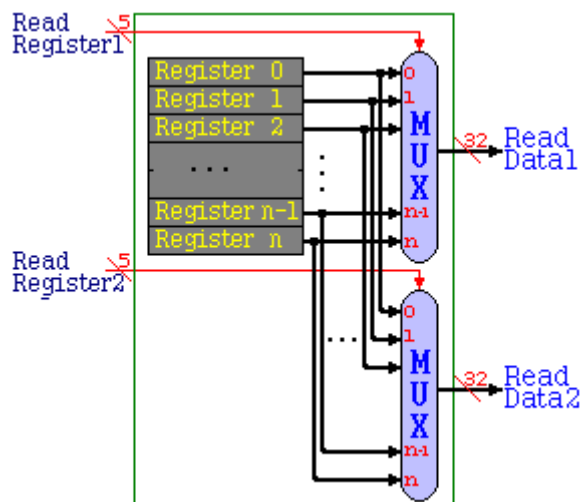 Read
Register1
5
Register 0
Register 1
Register 2
...
Register n-1
Register n
0
1
MUX
n-1
n
32
Read
Data1
Read
Register2
5
0
1
...
MUX
n-1
n
32
Read
Data2